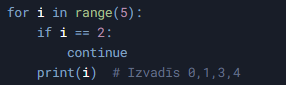 for i in range(5):
    if i == 2:
        continue
    print(i)  # Izvadīs 0,1,3,4